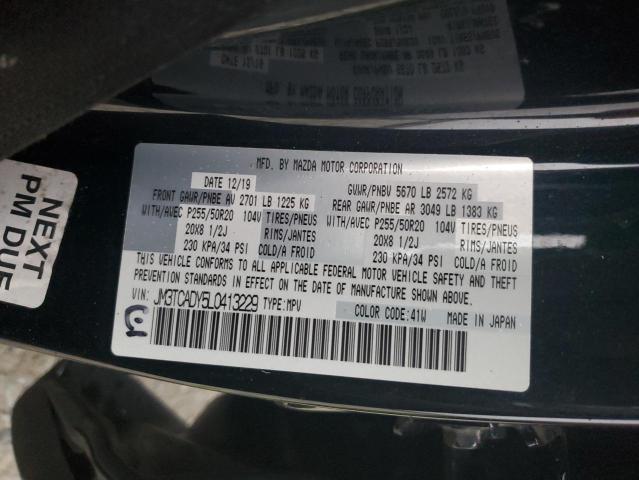 MFD. BY MAZDA MOTOR CORPORATION
DATE 12/19 GVWR/PNBV 5670 LB 2572 KG
FRONT GAWR/PNBE AV 2701 LB 1225 KG REAR GAWR/PNBE AR 3049 LB 1383 KG
WITH/AVEC P255/50R20 104V TIRES/PNEUS WITH/AVEC P255/50R20 104V TIRES/PNEUS
20X8 1/2J RIMS/JANTES 20X8 1/2J RIMS/JANTES
230 KPA/34 PSI COLD/A FROID 230 KPA/34 PSI COLD/A FROID
THIS VEHICLE CONFORMS TO ALL APPLICABLE FEDERAL MOTOR VEHICLE SAFETY AND THEFT
PREVENTION STANDARDS IN EFFECT ON THE DATE OF MANUFACTURE SHOWN ABOVE.
VIN: JM3TCADY5L0413229 TYPE:MPV COLOR CODE:41W MADE IN JAPAN
NEXT
PM DUE